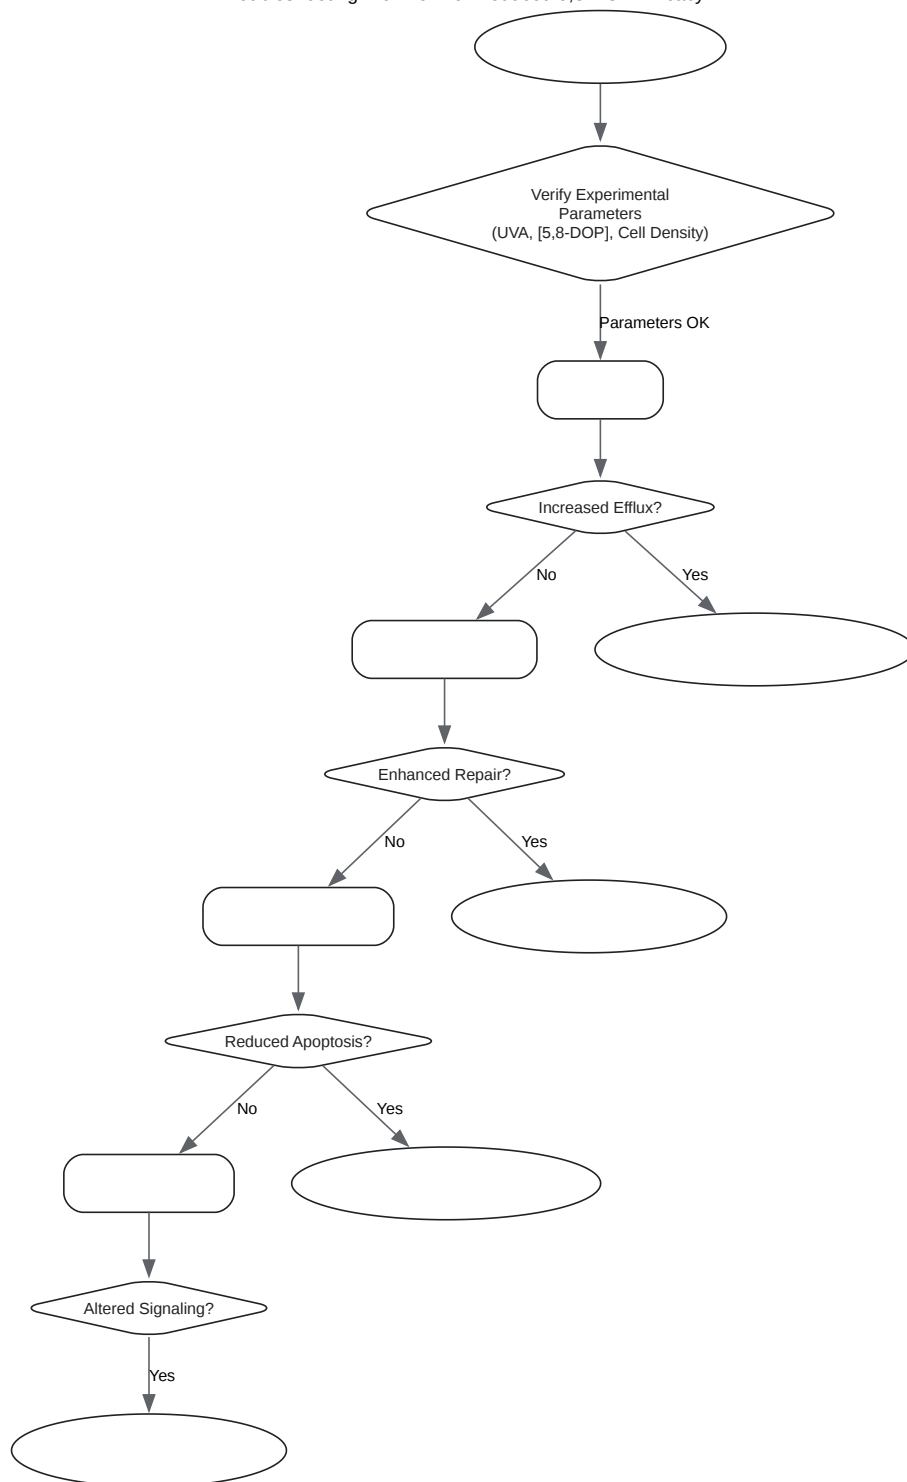 Verify Experimental
Parameters
(UVA, [5,8-DOP], Cell Density)
Parameters OK
Increased Efflux?
No
Yes
Enhanced Repair?
No
Yes
Reduced Apoptosis?
No
Yes
Altered Signaling?
Yes